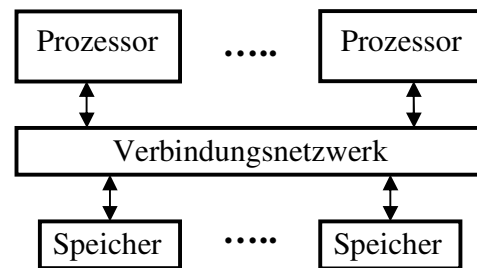 Prozessor ..... Prozessor
Verbindungsnetzwerk
Speicher ..... Speicher